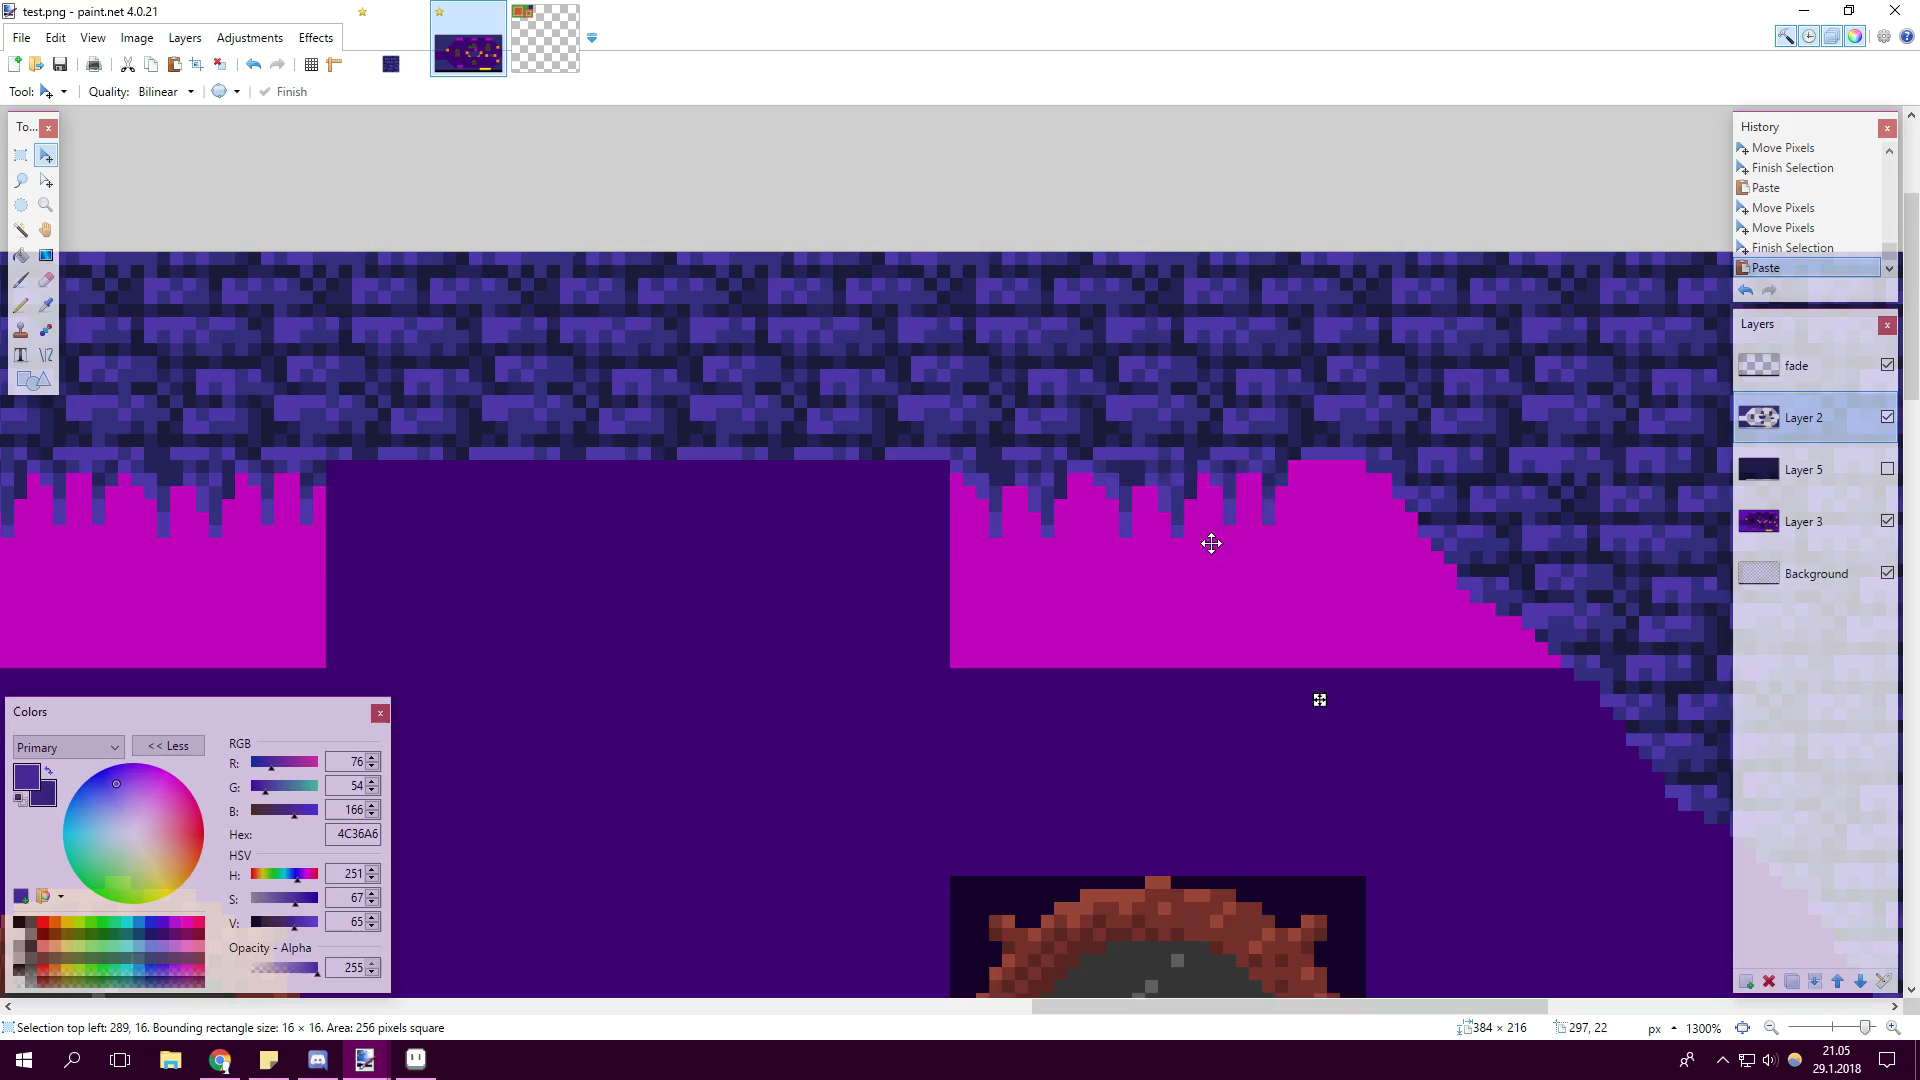 test.png - paint.net 4.0.21
File Edit View Image Layers Adjustments Effects
Tool: Quality: Bilinear Finish
To...
History
Move Pixels
Finish Selection
Paste
Move Pixels
Move Pixels
Finish Selection
Paste
Layers
fade
Layer 2
Layer 5
Layer 3
Background
Colors
Primary << Less
RGB
R: 76
G: 54
B: 166
Hex: 4C36A6
HSV
H: 251
S: 67
V: 65
Opacity - Alpha
255
Selection top left: 289, 16. Bounding rectangle size: 16 × 16. Area: 256 pixels square 384 × 216 297, 22 px 1300%
21.05
29.1.2018